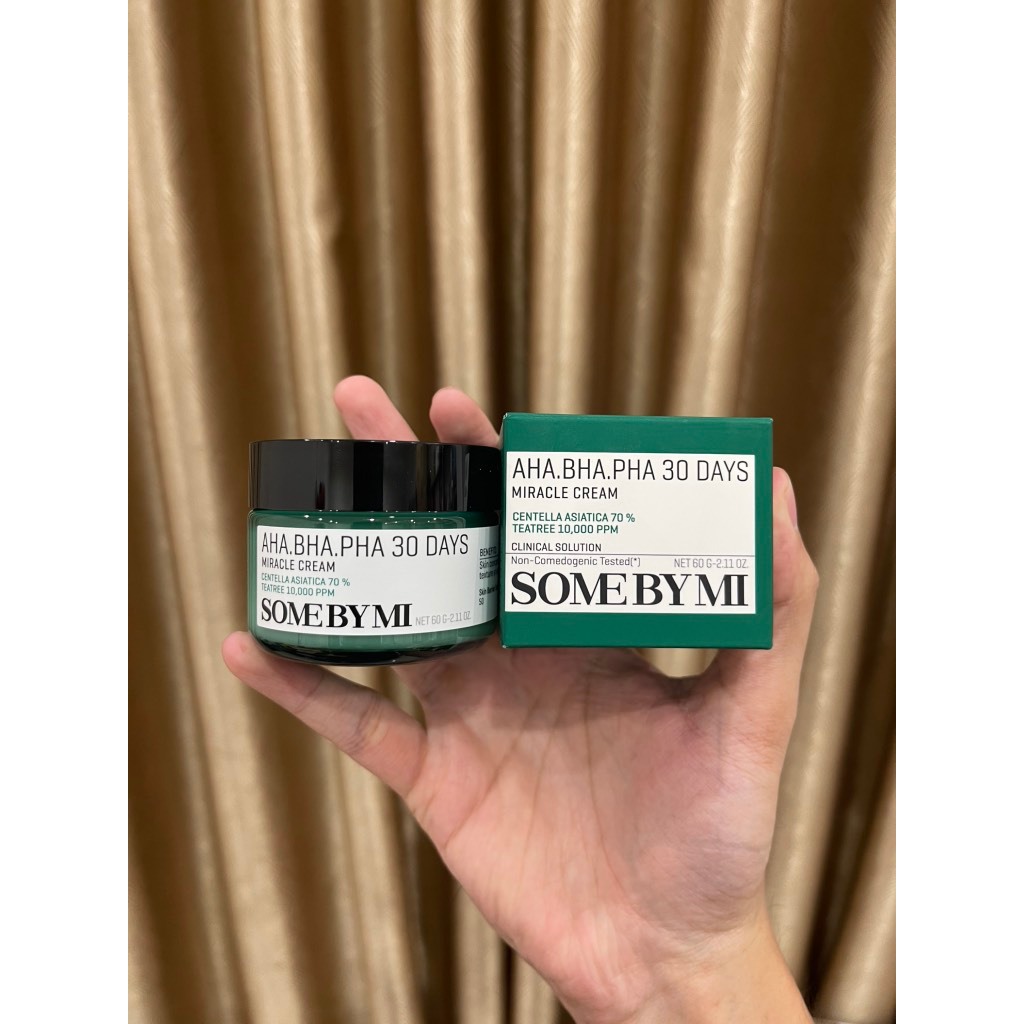 AHA.BHA.PHA 30 DAYS
MIRACLE CREAM
CENTELLA ASIATICA 70 %
TEATREE 10,000 PPM
SOME BY MI NET 60 G-2.11 OZ.
AHA.BHA.PHA 30 DAYS
MIRACLE CREAM
CENTELLA ASIATICA 70 %
TEATREE 10,000 PPM
CLINICAL SOLUTION
Non-Comedogenic Tested(*) NET 60 G-2.11 OZ.
SOME BY MI